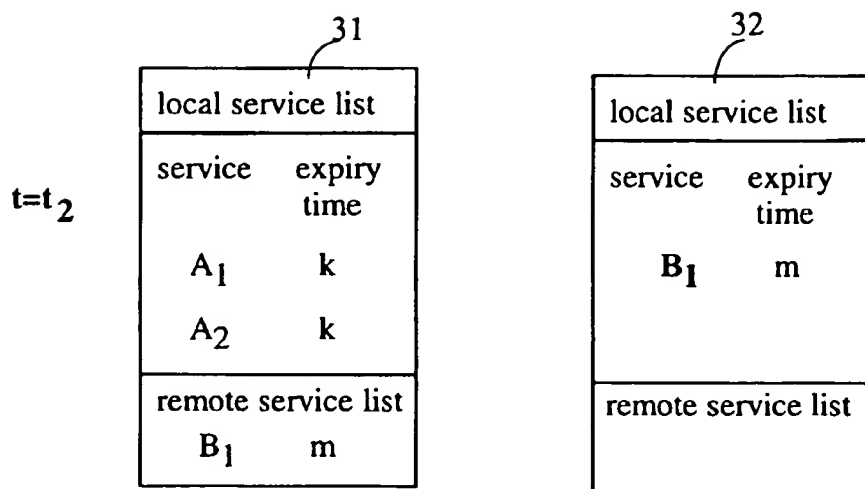 31
local service list
service expiry
time
A1 k
A2 k
remote service list
B1 m
t=t2
32
local service list
service expiry
time
B1 m
remote service list